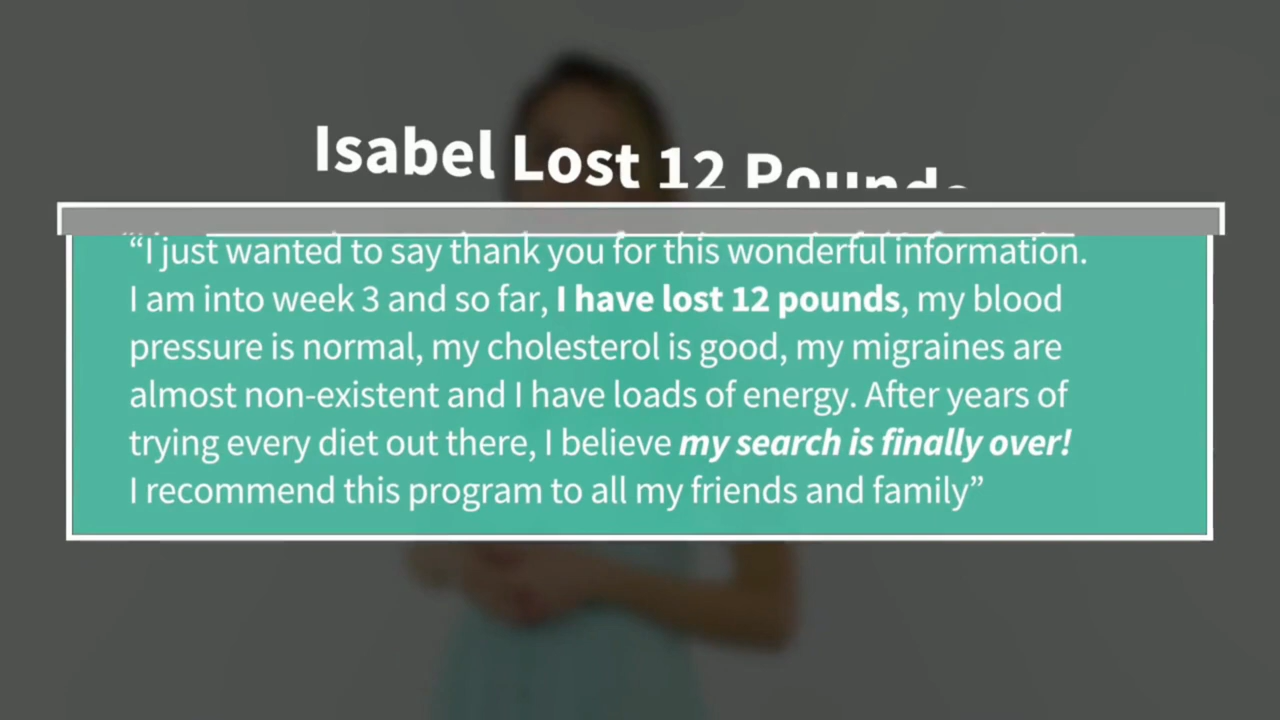 Isabel Lost 12 Pounds
“I just wanted to say thank you for this wonderful information.
I am into week 3 and so far, I have lost 12 pounds, my blood
pressure is normal, my cholesterol is good, my migraines are
almost non-existent and I have loads of energy. After years of
trying every diet out there, I believe my search is finally over!
I recommend this program to all my friends and family”